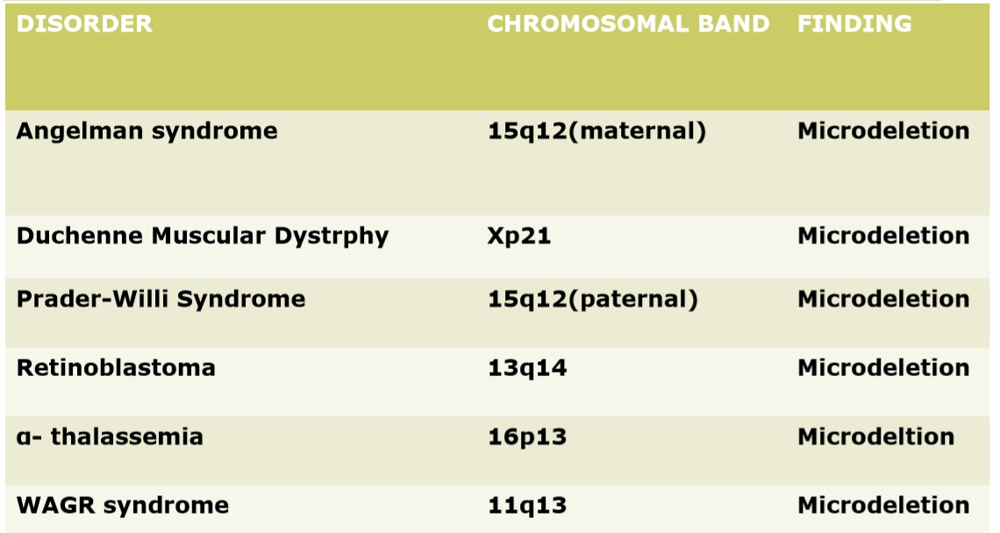 DISORDER CHROMOSOMAL BAND FINDING
Angelman syndrome 15q12(maternal) Microdeletion
Duchenne Muscular Dystrphy Xp21 Microdeletion
Prader-Willi Syndrome 15q12(paternal) Microdeletion
Retinoblastoma 13q14 Microdeletion
α- thalassemia 16p13 Microdeltion
WAGR syndrome 11q13 Microdeletion